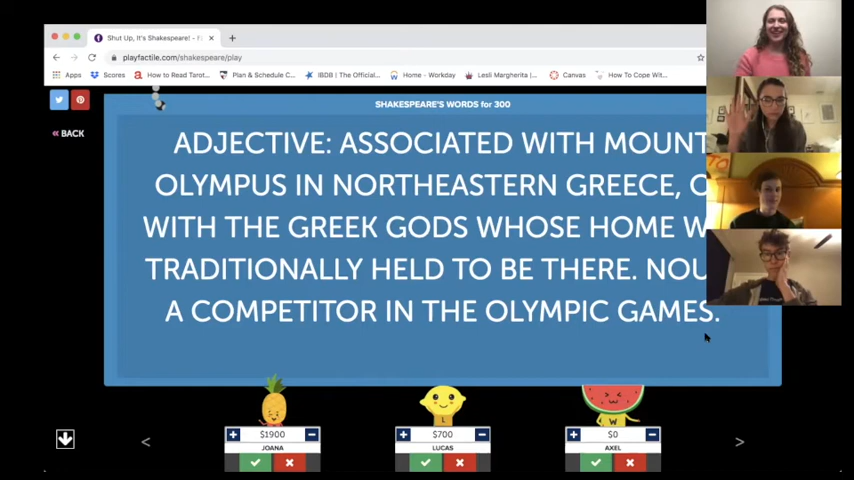 Shut Up, It's Shakespeare! - F
playfactile.com/shakespeare/play
Apps Scores How to Read Tarot... Plan & Schedule C... IBDB | The Official... Home - Workday Lesli Margherita |... Canvas How To Cope Wit...
SHAKESPEARE'S WORDS for 300
« BACK
ADJECTIVE: ASSOCIATED WITH MOUNT
OLYMPUS IN NORTHEASTERN GREECE, O
WITH THE GREEK GODS WHOSE HOME W
TRADITIONALLY HELD TO BE THERE. NOU
A COMPETITOR IN THE OLYMPIC GAMES.
L W
+ $1900 − + $700 − + $0 −
JOANA LUCAS AXEL